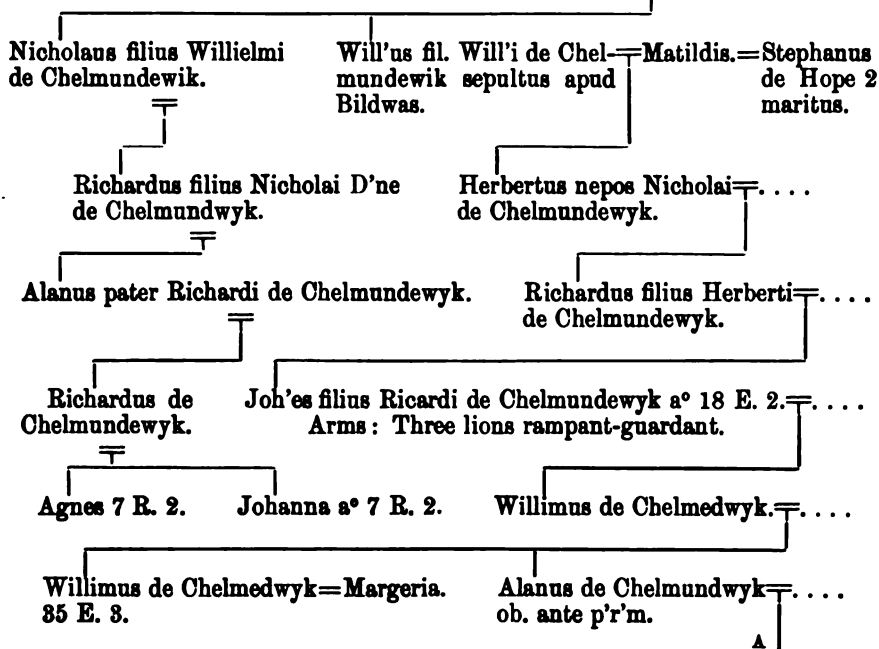 Nicholaus filius Willielmi
de Chelmundewik.
Will'us fil. Will'i de Chel-╤Matildis.=Stephanus
mundewik sepultus apud
Bildwas.
de Hope 2
maritus.
Richardus filius Nicholai D'ne
de Chelmundwyk.
Herbertus nepos Nicholai╤....
de Chelmundewyk.
Alanus pater Richardi de Chelmundewyk.
Richardus filius Herberti╤....
de Chelmundewyk.
Richardus de
Chelmundewyk.
Joh'es filius Ricardi de Chelmundewyk aº 18 E. 2.╤....
Arms: Three lions rampant-guardant.
Agnes 7 R. 2.
Johanna aº 7 R. 2.
Willimus de Chelmedwyk.╤....
Willimus de Chelmedwyk=Margeria.
35 E. 3.
Alanus de Chelmundwyk╤....
ob. ante p'r'm.
A